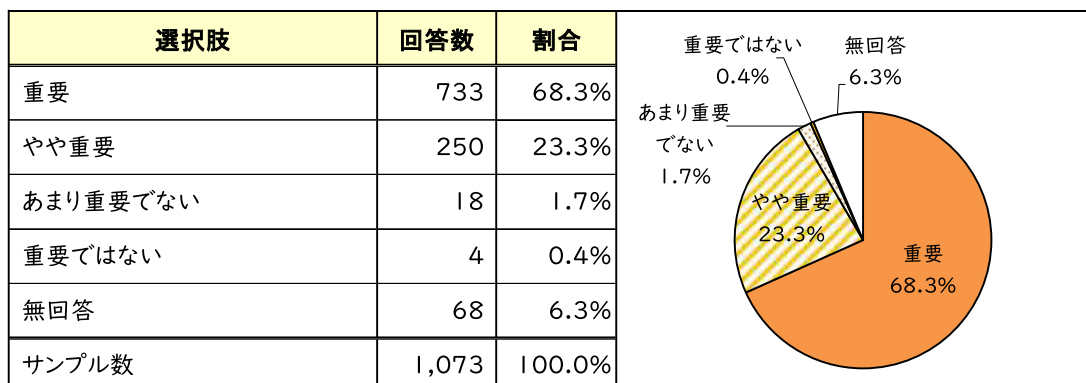 選択肢 回答数 割合
重要 733 68.3%
やや重要 250 23.3%
あまり重要でない 18 1.7%
重要ではない 4 0.4%
無回答 68 6.3%
サンプル数 1,073 100.0%
重要ではない
0.4%
無回答
6.3%
あまり重要
でない
1.7%
やや重要
23.3%
重要
68.3%